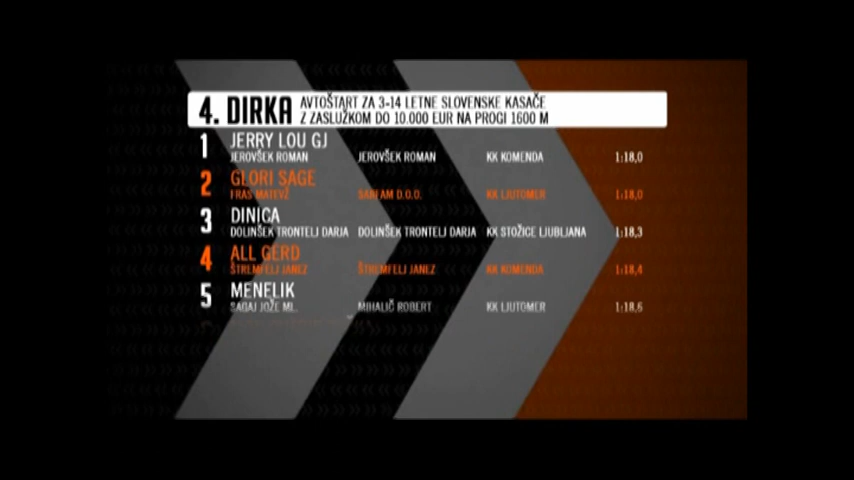 4. DIRKA
AVTOŠTART ZA 3-14 LETNE SLOVENSKE KASAČE
Z ZASLUŽKOM DO 10.000 EUR NA PROGI 1600 M
1 JERRY LOU GJ
JEROVŠEK ROMAN JEROVŠEK ROMAN KK KOMENDA 1:18,0
2 GLORI SAGE
MATEVŽ D.O.O. KK LJUTOMER 1:18,0
3 DINICA
DOLINŠEK TRONTELJ DARJA DOLINŠEK TRONTELJ DARJA KK STOŽICE LJUBLJANA 1:18,3
4 ALL GERD
ŠTREMFELJ JANEZ ŠTREMFELJ JANEZ KK KOMENDA 1:18,4
5 MENELIK
SAGAJ JOŽE ML. MIHALIČ ROBERT KK LJUTOMER 1:18,6